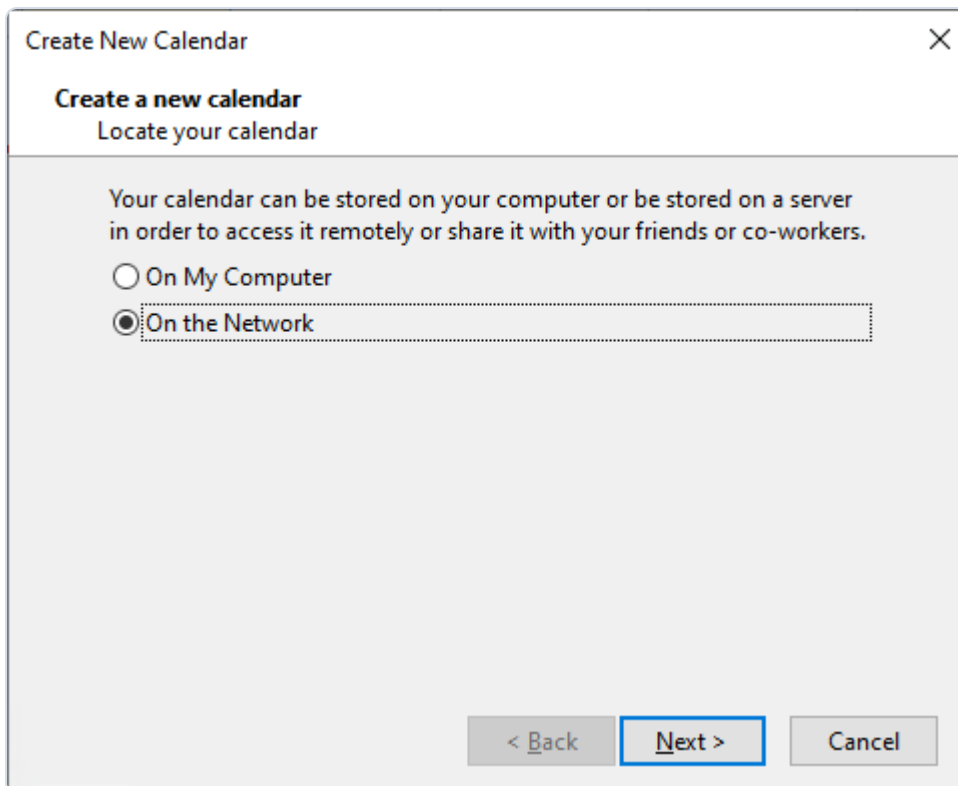 Create New Calendar
Create a new calendar
Locate your calendar
Your calendar can be stored on your computer or be stored on a server
in order to access it remotely or share it with your friends or co-workers.
On My Computer
On the Network
< Back
Next >
Cancel